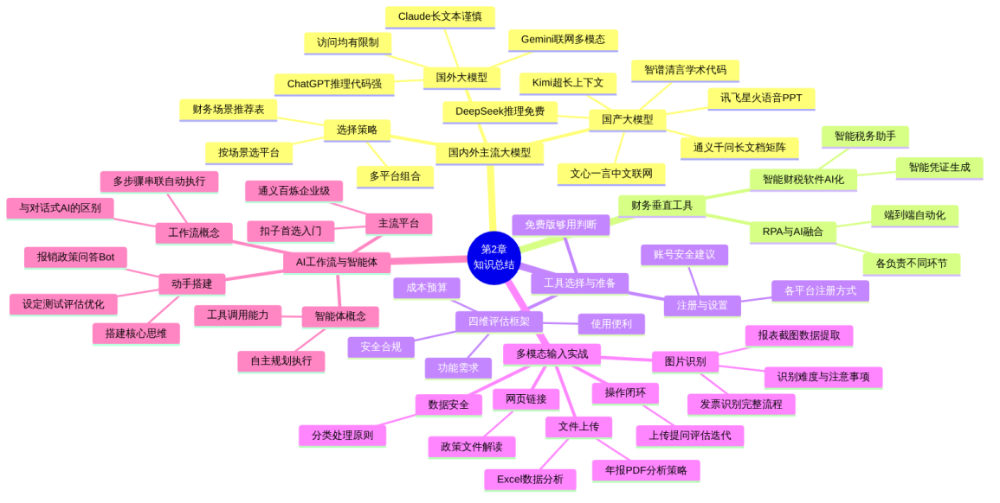 第2章
知识总结
国内外主流大模型
国外大模型
Claude长文本谨慎
访问均有限制
Gemini联网多模态
ChatGPT推理代码强
国产大模型
智谱清言学术代码
Kimi超长上下文
讯飞星火语音PPT
DeepSeek推理免费
通义千问长文档矩阵
文心一言中文联网
选择策略
财务场景推荐表
按场景选平台
多平台组合
财务垂直工具
智能财税软件AI化
智能税务助手
智能凭证生成
RPA与AI融合
端到端自动化
各负责不同环节
工具选择与准备
免费版够用判断
注册与设置
账号安全建议
各平台注册方式
四维评估框架
成本预算
使用便利
安全合规
功能需求
多模态输入实战
图片识别
报表截图数据提取
识别难度与注意事项
发票识别完整流程
操作闭环
上传提问评估迭代
文件上传
年报PDF分析策略
Excel数据分析
网页链接
政策文件解读
数据安全
分类处理原则
AI工作流与智能体
主流平台
通义百炼企业级
扣子首选入门
工作流概念
多步骤串联自动执行
与对话式AI的区别
动手搭建
报销政策问答Bot
设定测试评估优化
搭建核心思维
智能体概念
工具调用能力
自主规划执行